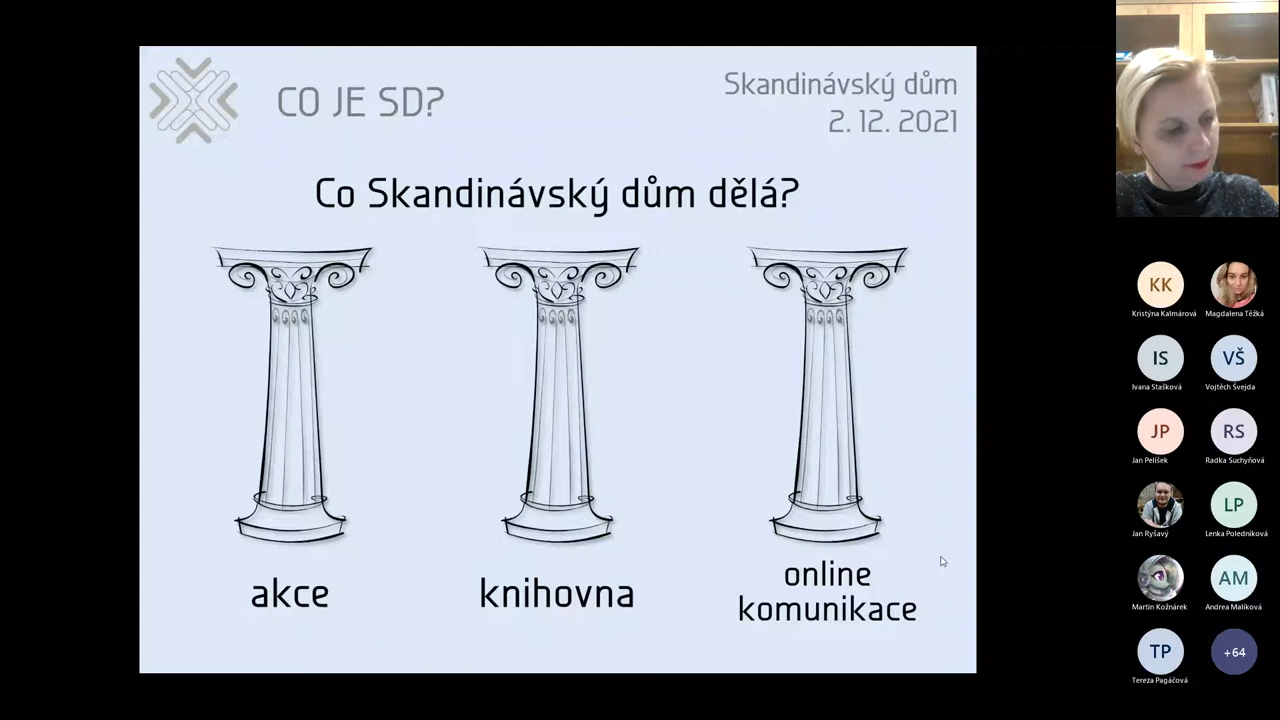 CO JE SD?
Skandinávský dům
2. 12. 2021
Co Skandinávský dům dělá?
akce
knihovna
online
komunikace
KK
Kristýna Kalmárová
Magdalena Těžká
IS
Ivana Stašková
VŠ
Vojtěch Švejda
JP
Jan Pelíšek
RS
Radka Suchyňová
Jan Ryšavý
LP
Lenka Poledníková
Martin Kožnárek
AM
Andrea Malíková
TP
Tereza Pagáčová
+64